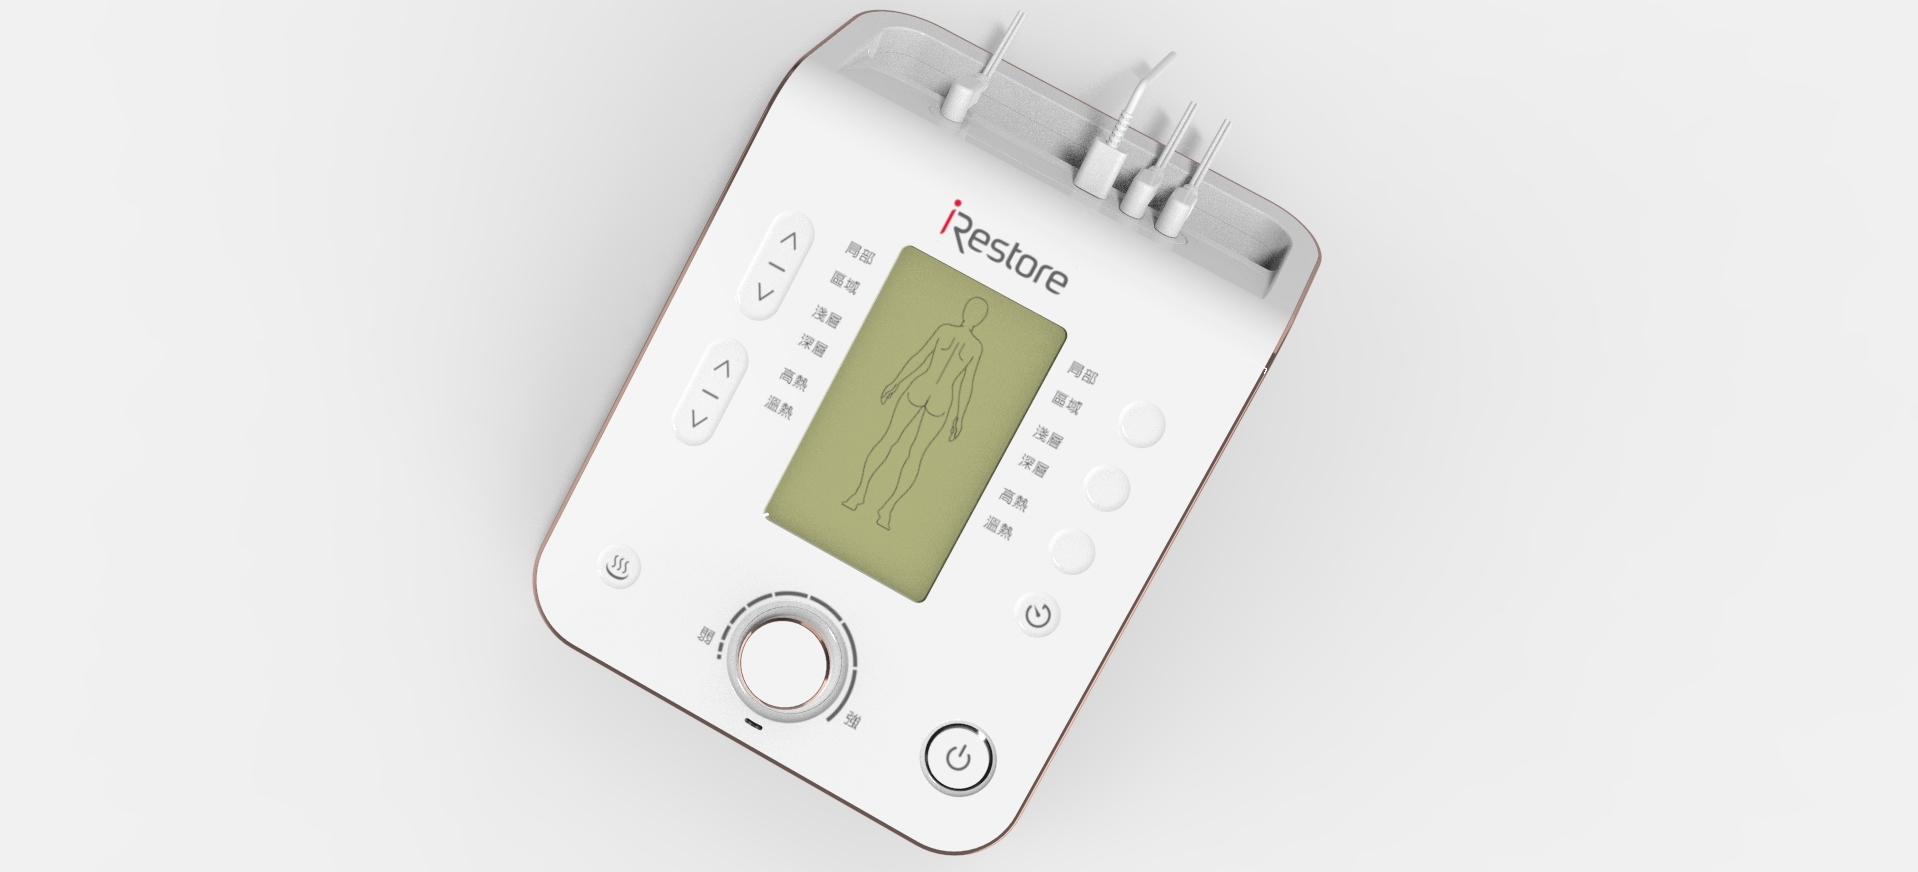 iRestore
局部
區域
淺層
深層
高熱
溫熱
局部
區域
淺層
深層
高熱
溫熱
弱
強